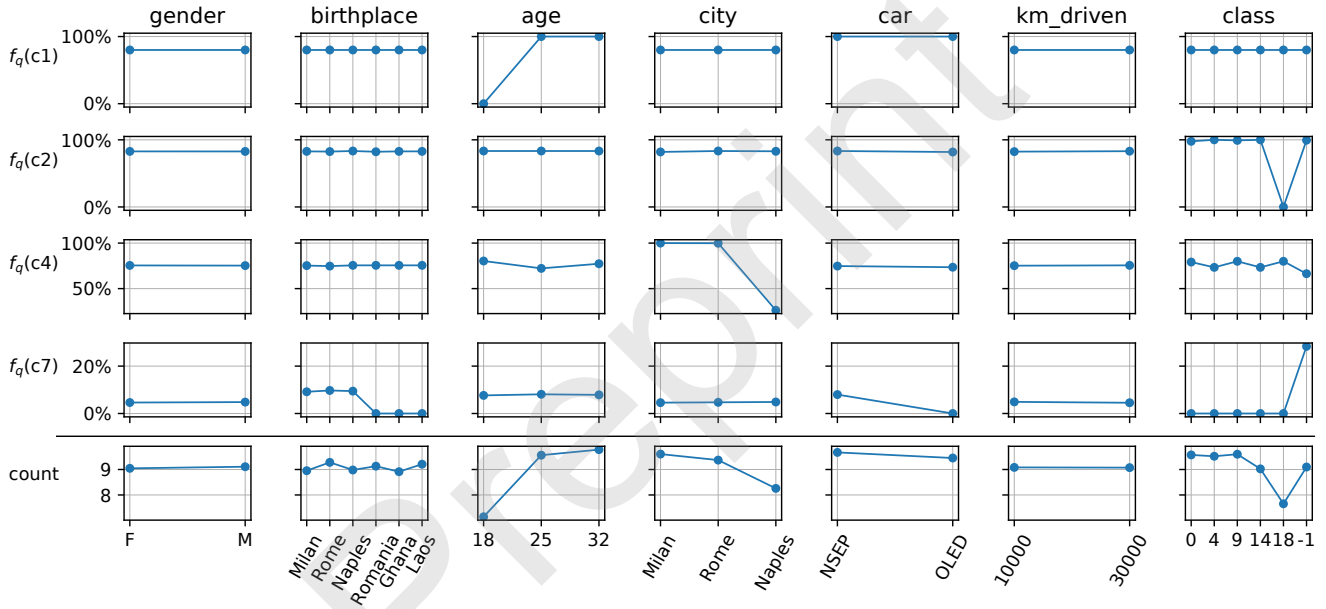 gender birthplace age city car km_driven class
f_q(c1) 100% 0%
f_q(c2) 100% 0%
f_q(c4) 100% 50%
f_q(c7) 20% 0%
count 9 8
F M Milan Rome Naples Romania Ghana Laos 18 25 32 Milan Rome Naples NSEP OLED 10000 30000 0 4 9 14 18 -1
Preprint